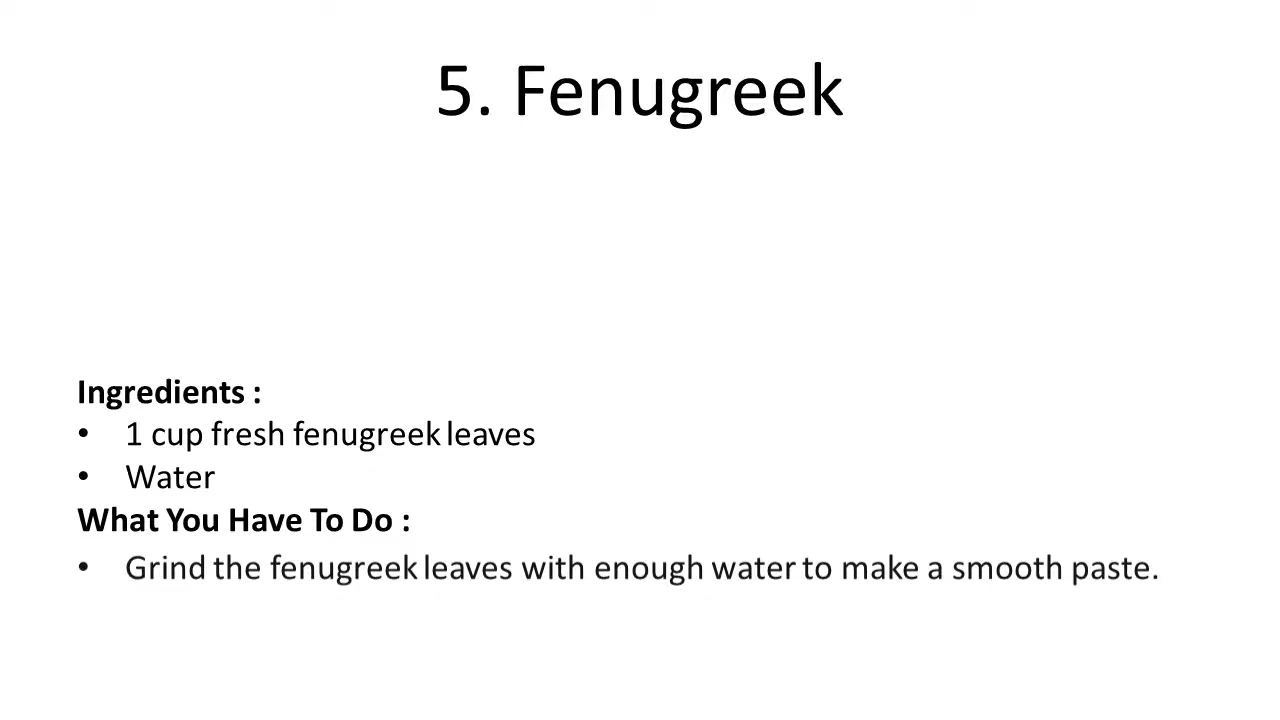 5. Fenugreek
Ingredients :
• 1 cup fresh fenugreek leaves
• Water
What You Have To Do :
• Grind the fenugreek leaves with enough water to make a smooth paste.